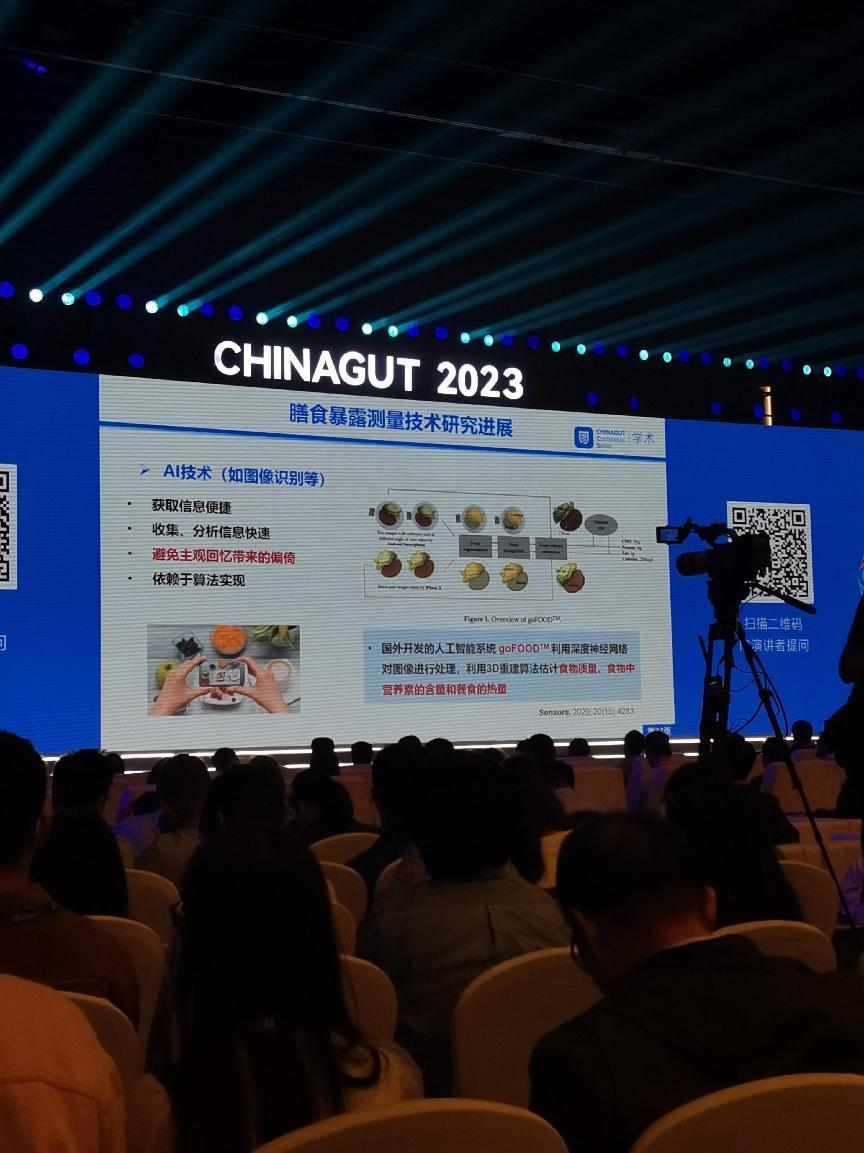 CHINAGUT 2023
膳食暴露测量技术研究进展
CHINAGUT
Conference
Series
学术
➢ AI技术（如图像识别等）
• 获取信息便捷
• 收集、分析信息快速
• 避免主观回忆带来的偏倚
• 依赖于算法实现
Figure 1. Overview of goFOOD™.
• 国外开发的人工智能系统 goFOOD™ 利用深度神经网络
对图像进行处理，利用3D重建算法估计食物质量、食物中
营养素的含量和餐食的热量
Sensors. 2020; 20(15):4283.
扫描二维码
演讲者提问
问